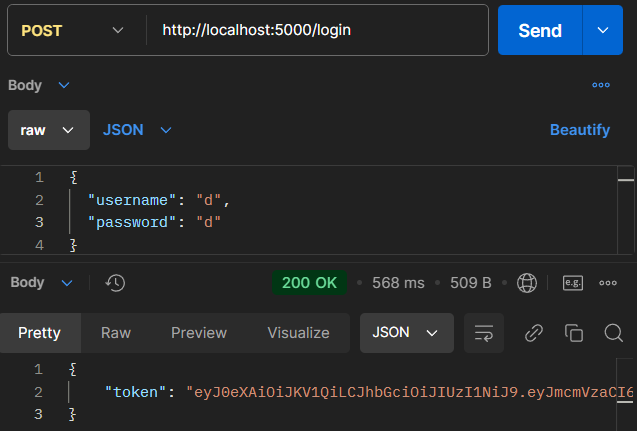 POST http://localhost:5000/login Send
Body
raw JSON Beautify
1 {
2 "username": "d",
3 "password": "d"
4 }
Body 200 OK • 568 ms • 509 B • e.g.
Pretty Raw Preview Visualize JSON
1 {
2 "token": "eyJ0eXAiOiJKV1QiLCJhbGciOiJIUzI1NiJ9.eyJmcmVzaCI6
3 }